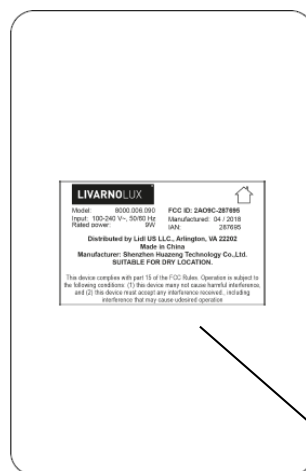 LIVARNOLUX
Model: 6000.006.090
Input: 100-240 V~, 50/60 Hz
Rated power: 9W
FCC ID: 2AO9C-287695
Manufactured: 04 / 2018
IAN: 287695
Distributed by Lidl US LLC., Arlington, VA 22202
Made in China
Manufacturer: Shenzhen Huazeng Technology Co.,Ltd.
SUITABLE FOR DRY LOCATION.
This device complies with part 15 of the FCC Rules. Operation is subject to
the following conditions: (1) this device many not cause harmful interference,
and (2) this device must accept any interference received , including
interference that may cause udesired operation